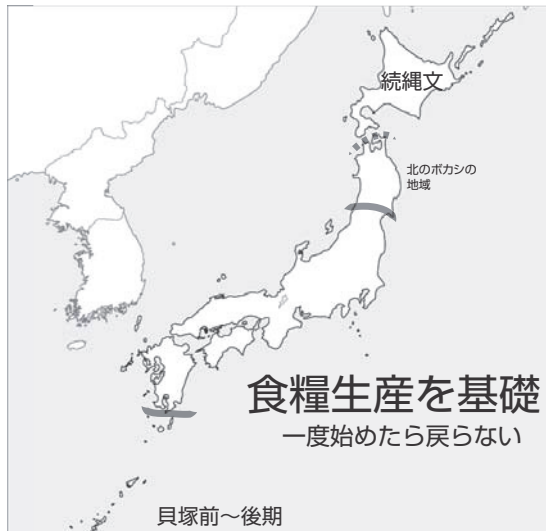 続縄文
北のボカシの
地域
食糧生産を基礎
一度始めたら戻らない
貝塚前～後期